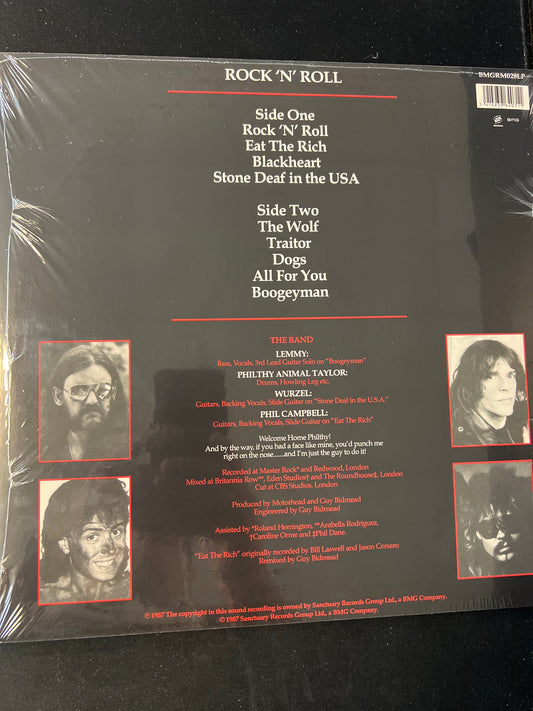 BMGRM028LP
bmg
ROCK 'N' ROLL
Side One
Rock 'N' Roll
Eat The Rich
Blackheart
Stone Deaf in the USA
Side Two
The Wolf
Traitor
Dogs
All For You
Boogeyman
THE BAND
LEMMY:
Bass, Vocals, 3rd Lead Guitar Solo on "Boogeyman"
PHILTHY ANIMAL TAYLOR:
Drums, Howling Leg etc.
WURZEL:
Guitars, Backing Vocals, Slide Guitar on "Stone Deaf in the U.S.A."
PHIL CAMPBELL:
Guitars, Backing Vocals, Slide Guitar on "Eat The Rich"
Welcome Home Philthy!
And by the way, if you had a face like mine, you'd punch me
right on the nose......and I'm just the guy to do it!
Recorded at Master Rock* and Redwood, London
Mixed at Britannia Row**, Eden Studios† and The Roundhouse‡, London
Cut at CBS Studios, London
Produced by Motorhead and Guy Bidmead
Engineered by Guy Bidmead
Assisted by *Roland Herrington, **Arabella Rodriguez,
†Caroline Orme and ‡Phil Dane.
"Eat The Rich" originally recorded by Bill Laswell and Jason Corsaro
Remixed by Guy Bidmead
℗ 1987 The copyright in this sound recording is owned by Sanctuary Records Group Ltd., a BMG Company.
© 1987 Sanctuary Records Group Ltd., a BMG Company.